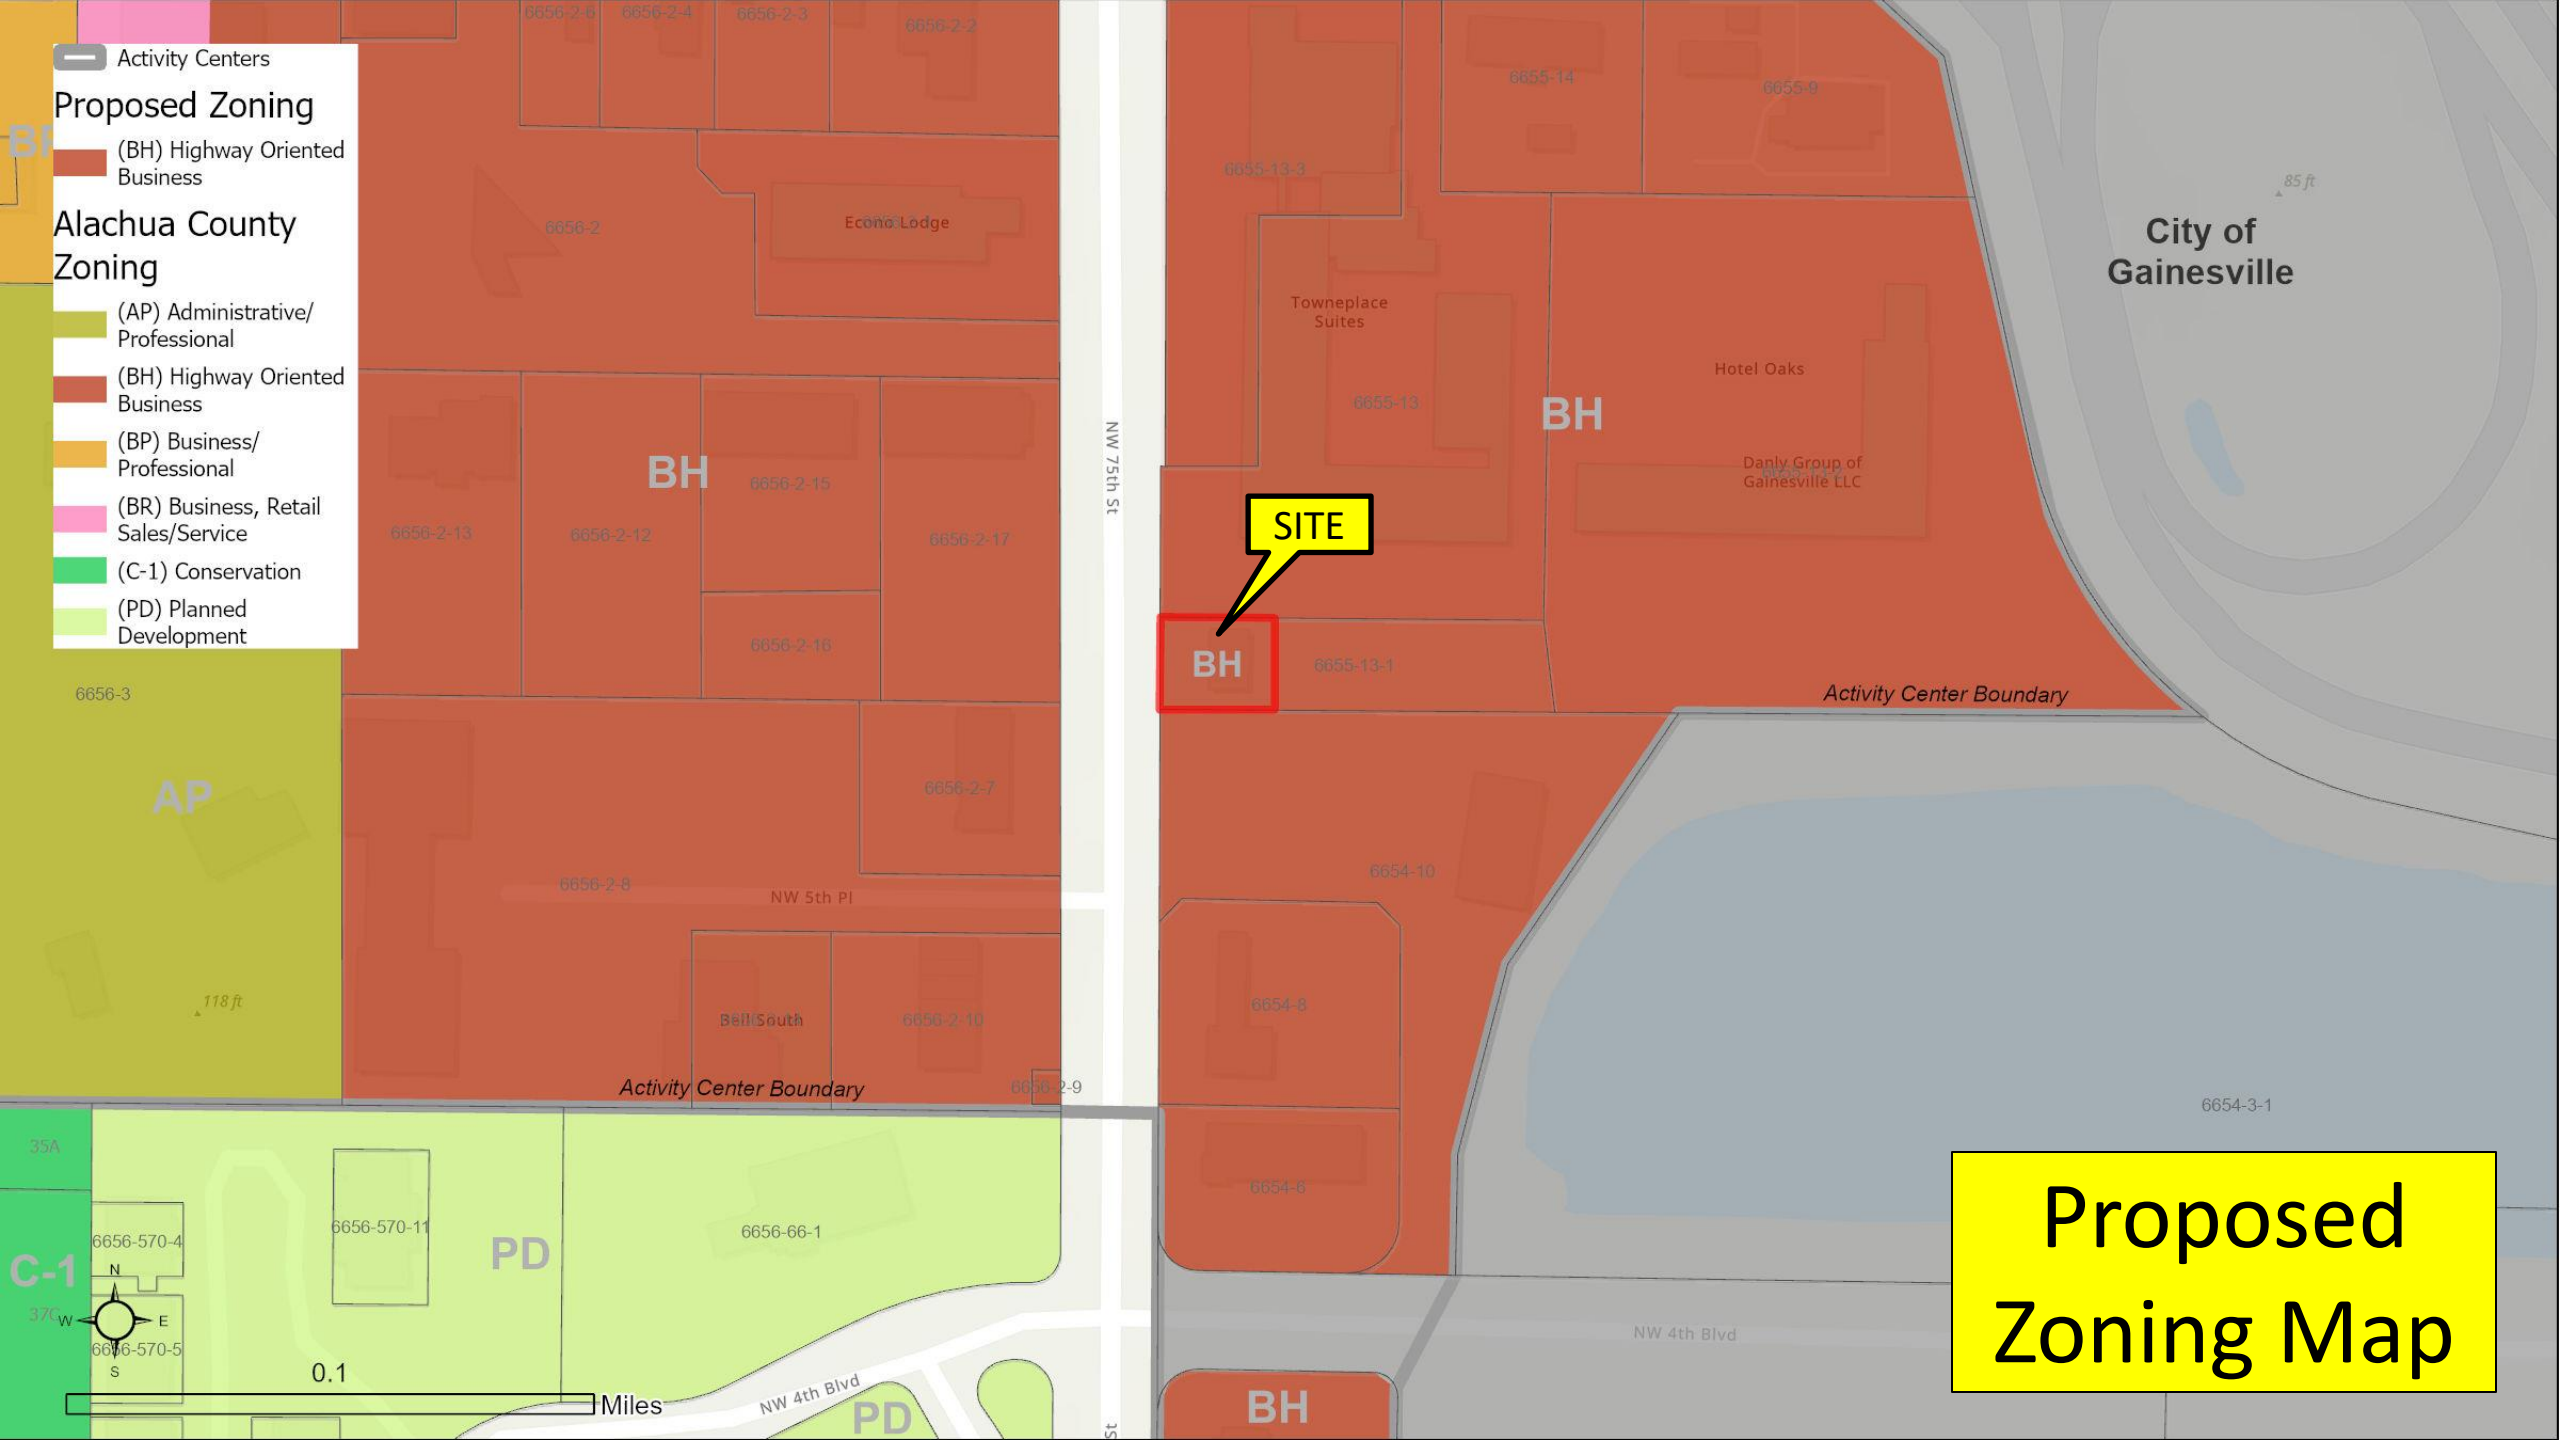 6656-2-6
6656-2-4
6656-2-3
6656-2-2
6655-14
6655-9
Activity Centers
Proposed Zoning
(BH) Highway Oriented
Business
Alachua County
Zoning
(AP) Administrative/
Professional
(BH) Highway Oriented
Business
(BP) Business/
Professional
(BR) Business, Retail
Sales/Service
(C-1) Conservation
(PD) Planned
Development
6656-2
Econo Lodge
6655-13-3
85 ft
City of
Gainesville
Towneplace
Suites
Hotel Oaks
6655-13
BH
Danly Group of
Gainesville LLC
NW 75th St
BH
6656-2-15
6656-2-13
6656-2-12
6656-2-17
SITE
6656-2-16
BH
6655-13-1
Activity Center Boundary
6656-3
AP
6656-2-7
6656-2-8
NW 5th Pl
6654-10
118 ft
Bell South
6656-2-10
6654-8
Activity Center Boundary
6656-2-9
6654-3-1
35A
6656-570-4
6656-570-11
PD
6656-66-1
6654-6
C-1
37C
N
W
E
S
6656-570-5
0.1
Miles
NW 4th Blvd
PD
St
BH
NW 4th Blvd
Proposed
Zoning Map